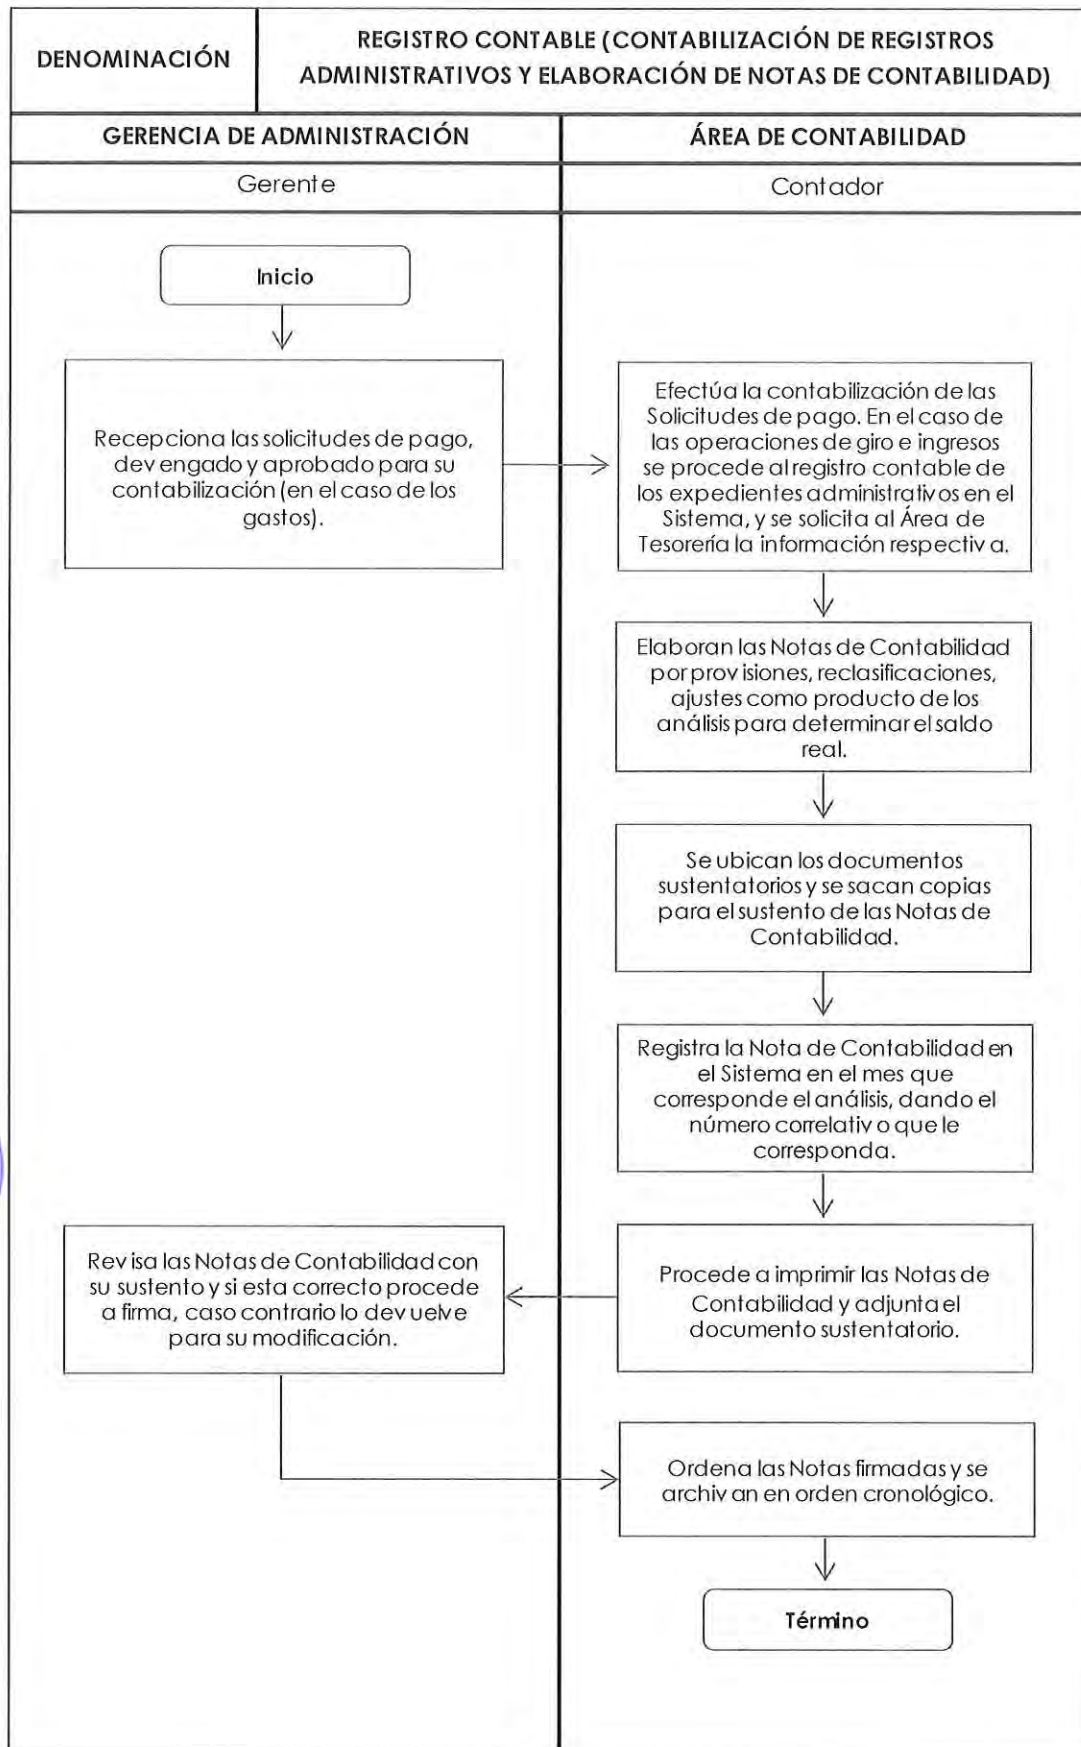 DENOMINACIÓN
REGISTRO CONTABLE (CONTABILIZACIÓN DE REGISTROS
ADMINISTRATIVOS Y ELABORACIÓN DE NOTAS DE CONTABILIDAD)
GERENCIA DE ADMINISTRACIÓN
ÁREA DE CONTABILIDAD
Gerente
Contador
Inicio
Recepciona las solicitudes de pago,
devengado y aprobado para su
contabilización (en el caso de los
gastos).
Efectúa la contabilización de las
Solicitudes de pago. En el caso de
las operaciones de giro e ingresos
se procede al registro contable de
los expedientes administrativos en el
Sistema, y se solicita al Área de
Tesorería la información respectiva.
Elaboran las Notas de Contabilidad
por provisiones, reclasificaciones,
ajustes como producto de los
análisis para determinar el saldo
real.
Se ubican los documentos
sustentatorios y se sacan copias
para el sustento de las Notas de
Contabilidad.
Registra la Nota de Contabilidad en
el Sistema en el mes que
corresponde el análisis, dando el
número correlativo que le
corresponda.
Procede a imprimir las Notas de
Contabilidad y adjunta el
documento sustentatorio.
Revisa las Notas de Contabilidad con
su sustento y si esta correcto procede
a firma, caso contrario lo devuelve
para su modificación.
Ordena las Notas firmadas y se
archivan en orden cronológico.
Término